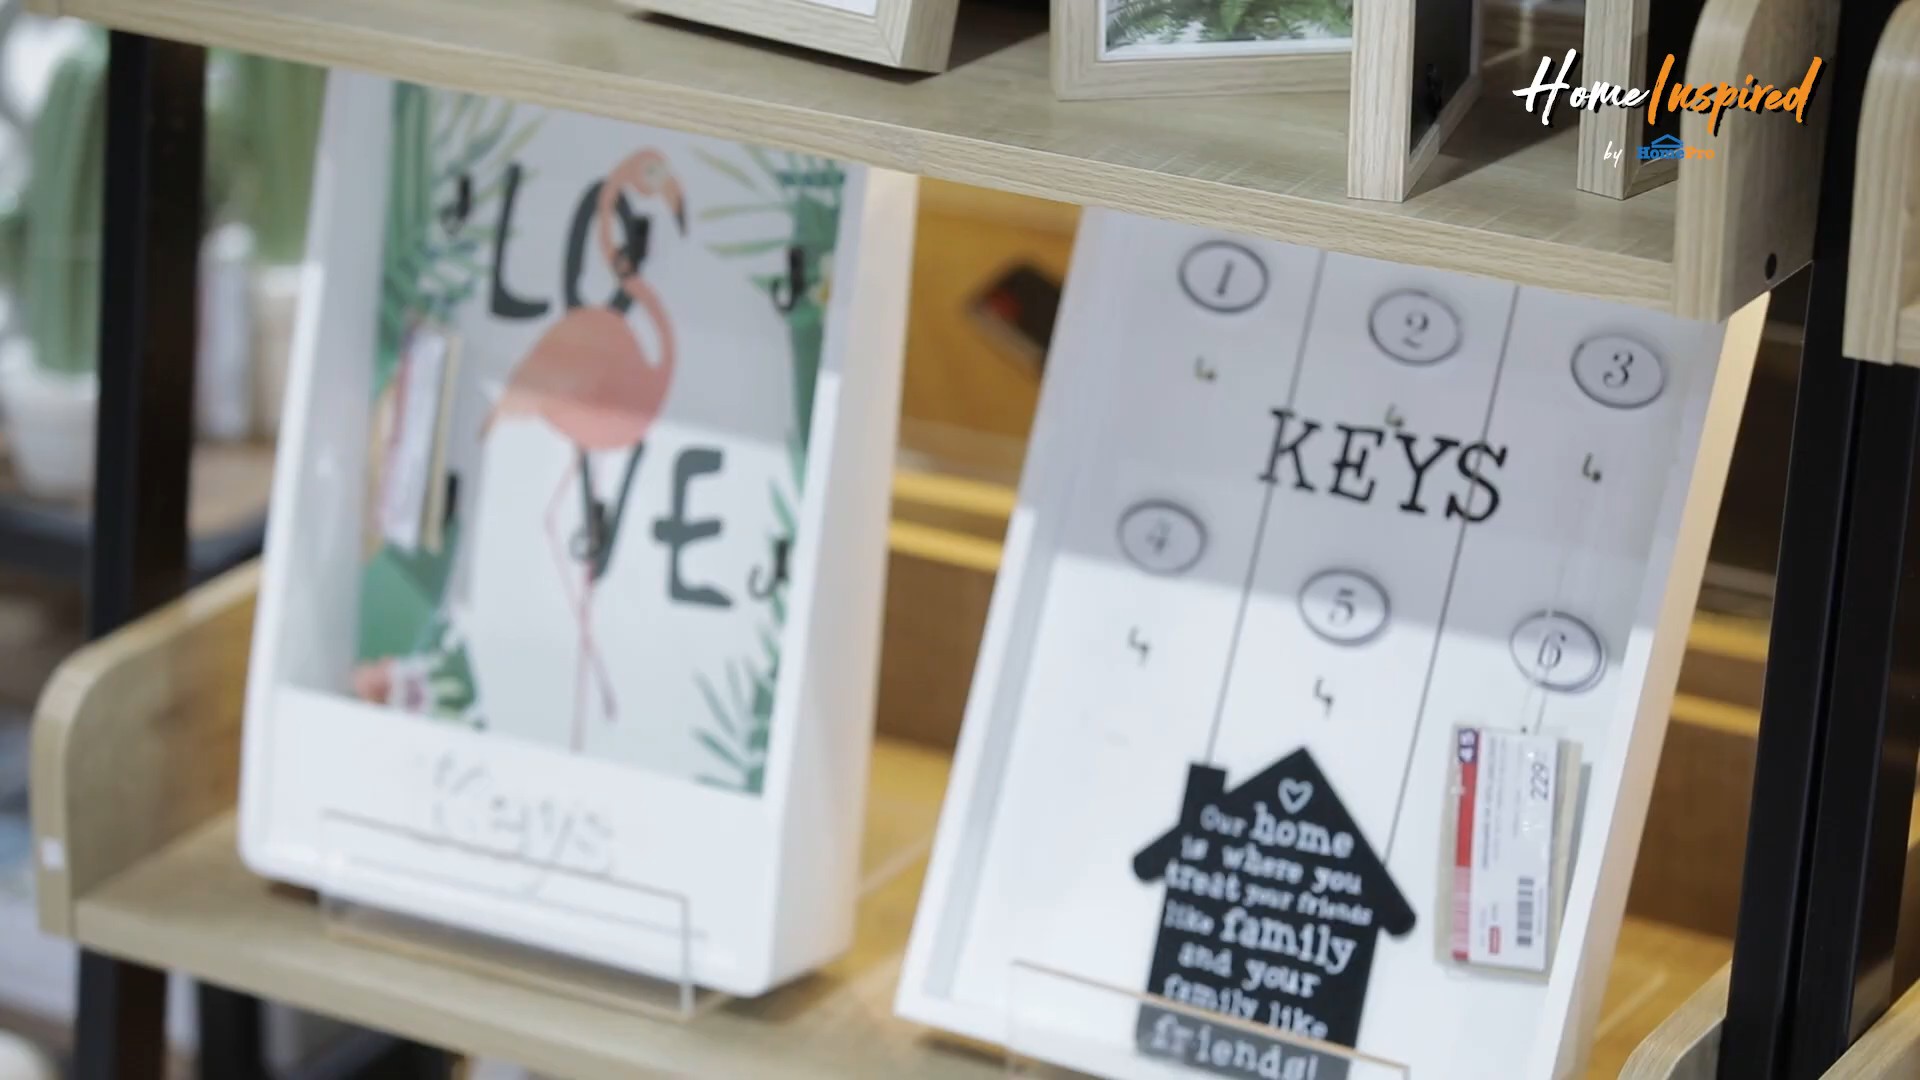 Home Inspired
by HomePro
LO
VE
Keys
1
2
3
KEYS
4
5
6
229
Our home
is where you
treat your friends
like family
and your
family like
friends!